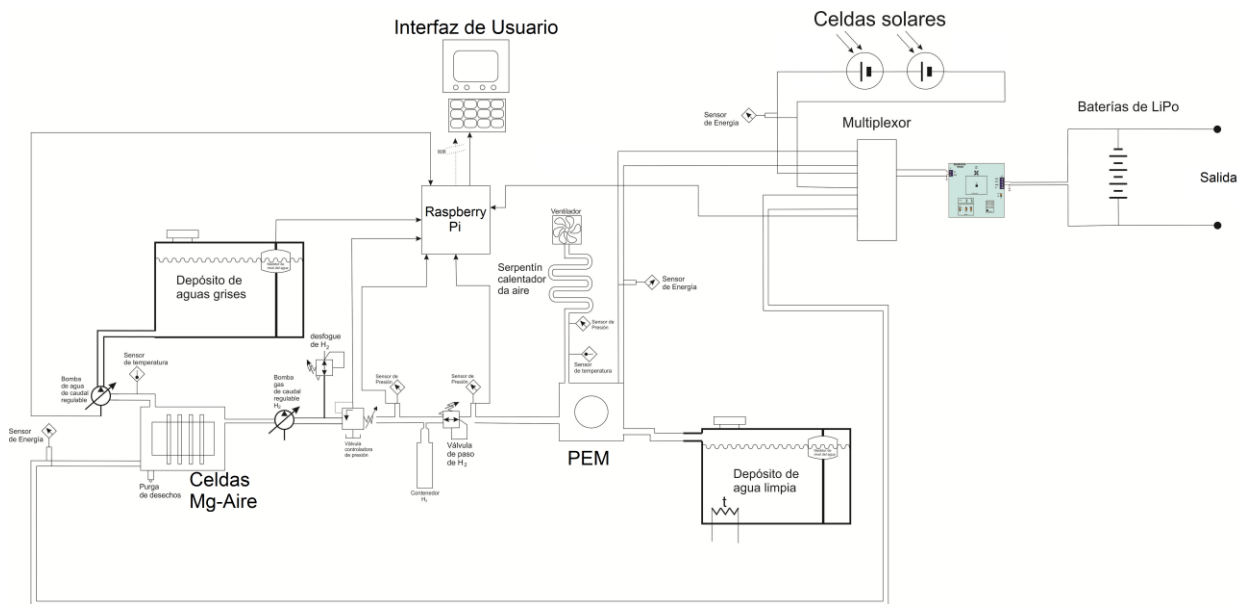 Interfaz de Usuario
Celdas solares
Sensor
de Energía
Multiplexor
Baterías de LiPo
Salida
Raspberry
Pi
Ventilador
Serpentín
calentador
da aire
Sensor
de Energía
Sensor de
Presión
Sensor
de temperatura
Depósito de
aguas grises
desfogue
de H2
Sensor
de temperatura
Bomba
de agua
de caudal
regulable
Bomba
gas
de caudal
regulable
H2
Sensor de
Presión
Sensor de
Presión
Sensor
de Energía
Válvula
controladora
de presión
Válvula
de paso
de H2
Contenedor
H2
PEM
Celdas
Mg-Aire
Purga
de desechos
Depósito de
agua limpia
t